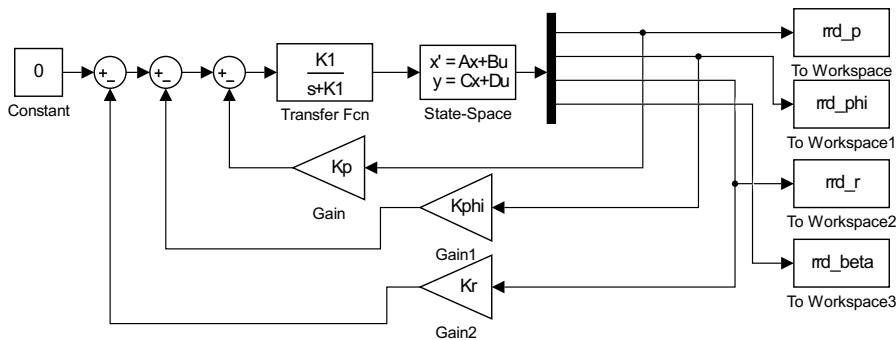 0
Constant
+
−
+
−
+
−
K1
s+K1
Transfer Fcn
x' = Ax+Bu
y = Cx+Du
State-Space
rrd_p
To Workspace
rrd_phi
To Workspace1
Kp
Gain
rrd_r
To Workspace2
Kphi
Gain1
rrd_beta
To Workspace3
Kr
Gain2